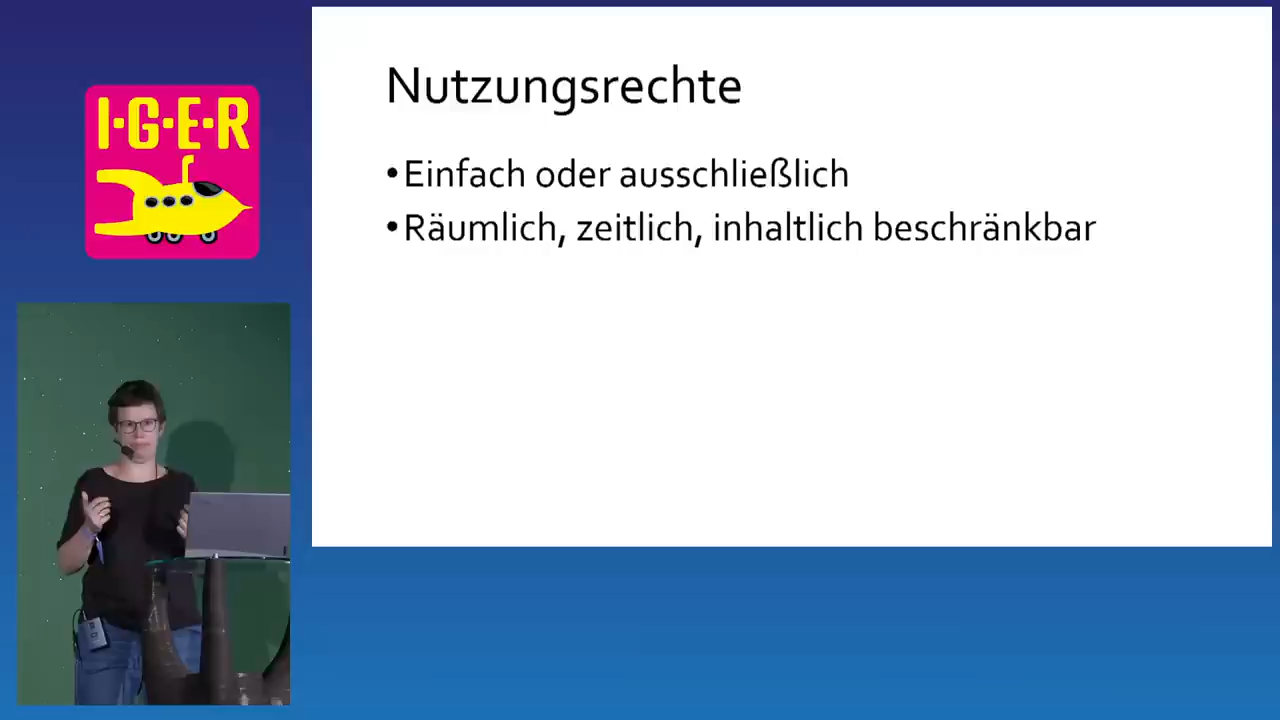 I·G·E·R
Nutzungsrechte
•Einfach oder ausschließlich
•Räumlich, zeitlich, inhaltlich beschränkbar